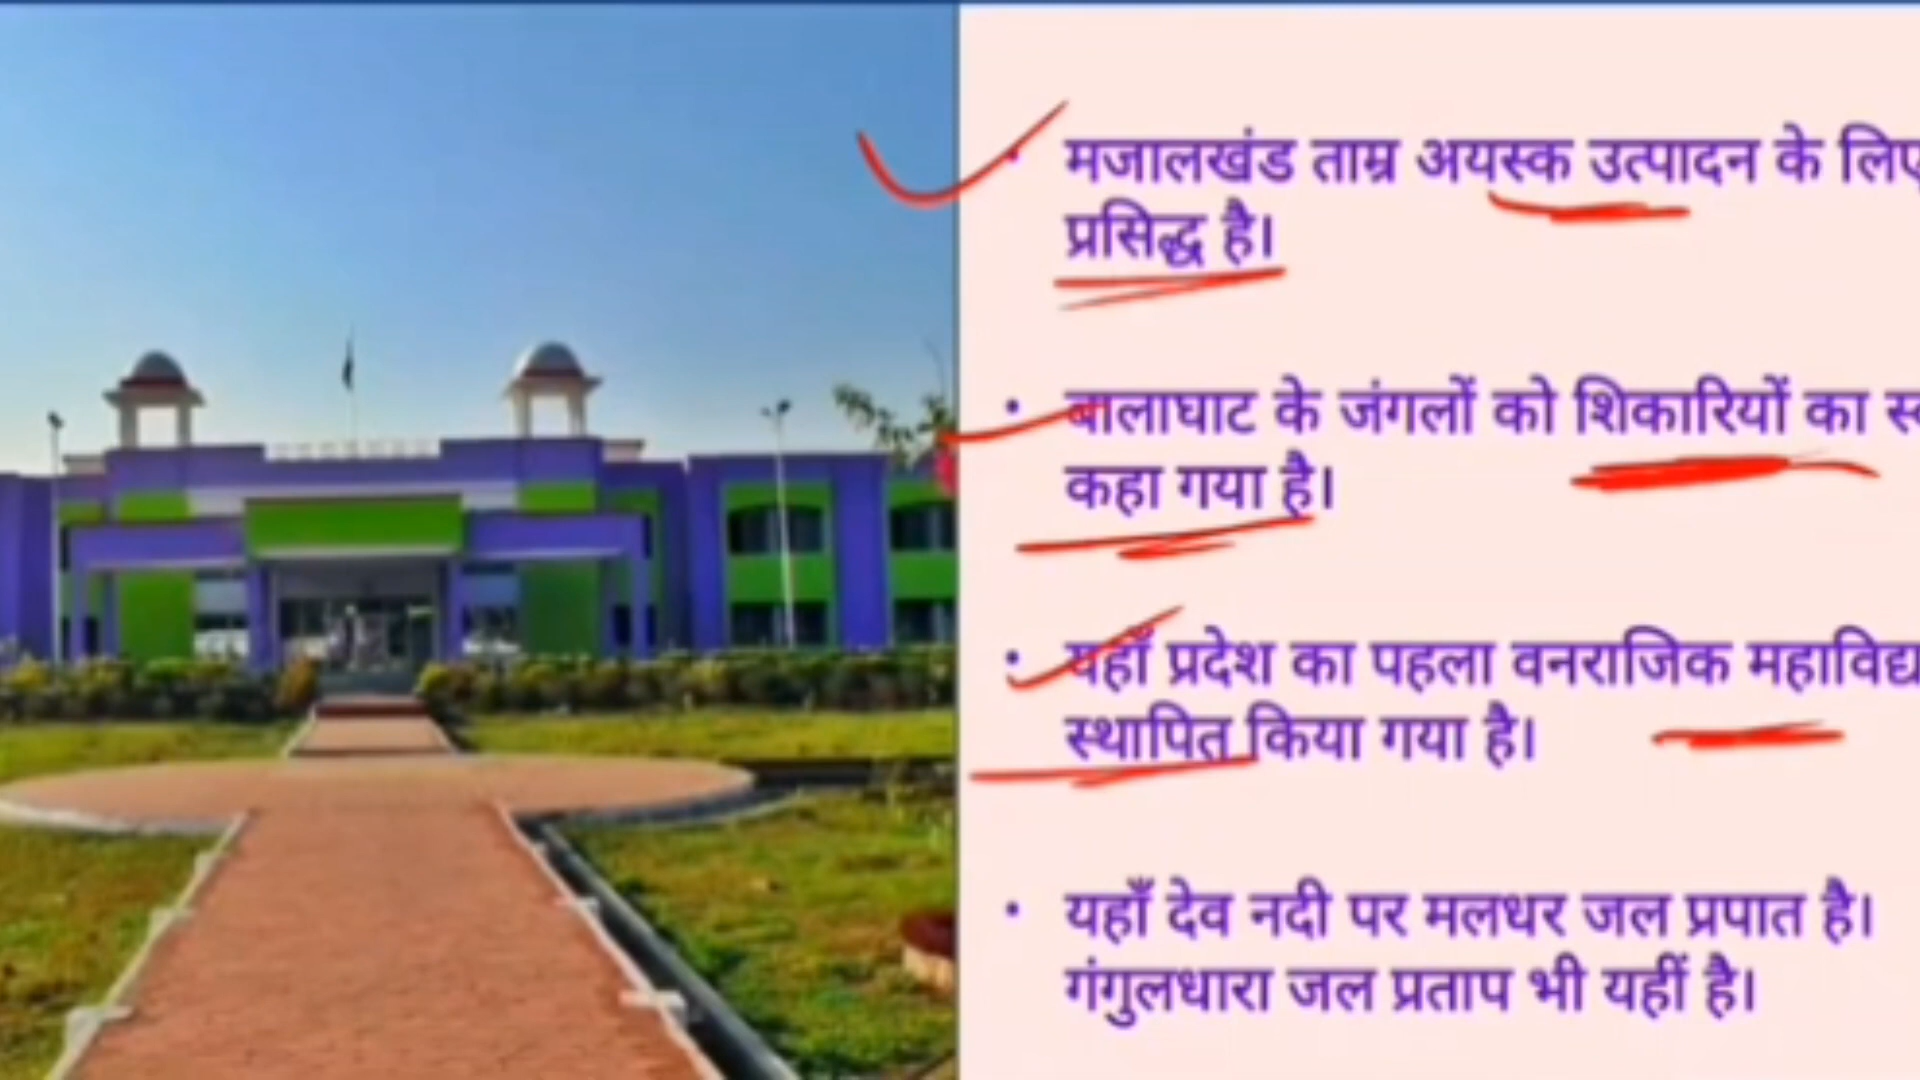 मजालखंड ताम्र अयस्क उत्पादन के लिए
प्रसिद्ध है।
बालाघाट के जंगलों को शिकारियों का
कहा गया है।
यहाँ प्रदेश का पहला वनराजिक
स्थापित किया गया है।
यहाँ देव नदी पर मलधर जल प्रपात है।
गंगुलधारा जल प्रताप भी यहीं है।